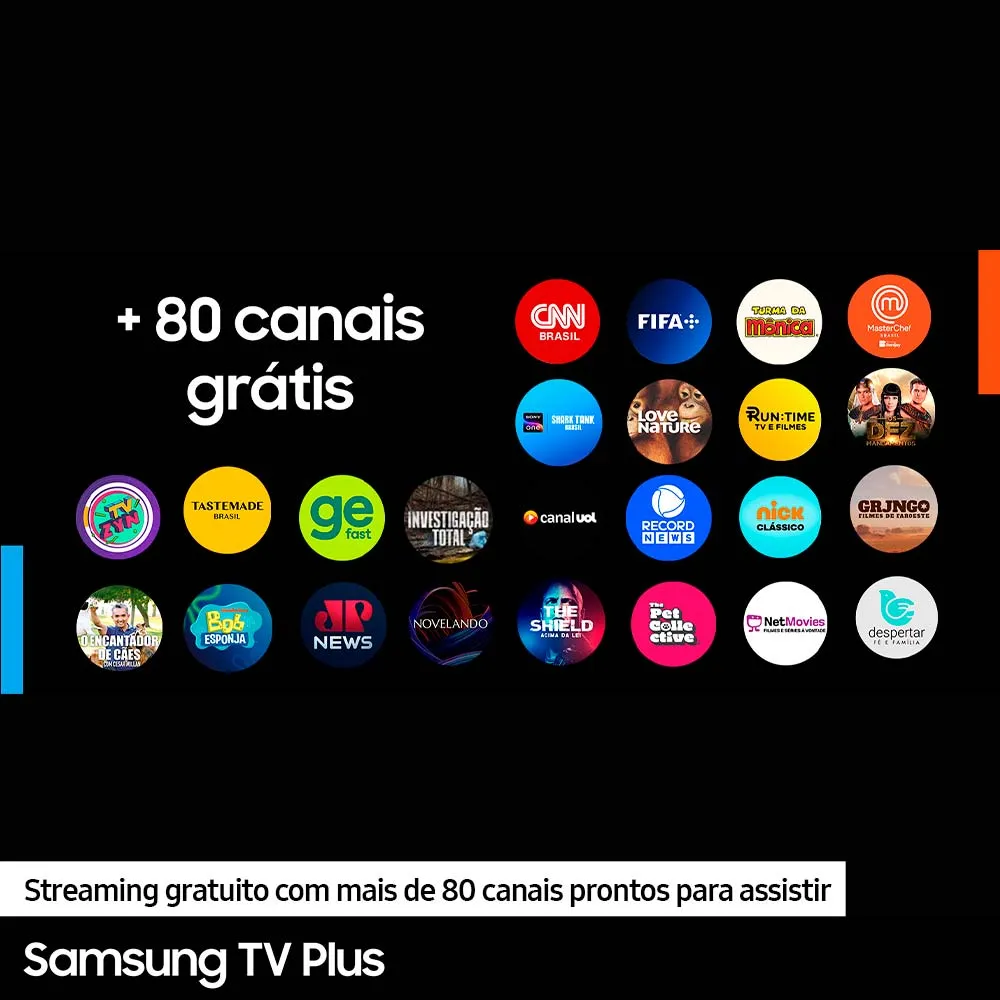 + 80 canais
grátis
CNN
BRASIL
FIFA+
TURMA DA
Mônica
MasterChef
BRASIL
SONY
one
SHARK TANK
BRASIL
LOVE
NATURE
RUN:TIME
TV E FILMES
DEZ
MANDAMENTOS
TV
ZYN
TASTEMADE
BRASIL
ge
fast
INVESTIGAÇÃO
TOTAL
canal uol
RECORD
NEWS
nick
CLÁSSICO
GRJNGO
FILMES DE FAROESTE
O ENCANTADOR
DE CÃES
COM CESAR MILLAN
BOB
ESPONJA
JP
NEWS
NOVELANDO
THE
SHIELD
ACIMA DA LEI
The
Pet
Colle
ctive
NetMovies
FILMES E SÉRIES À VONTADE
despertar
FÉ E FAMÍLIA
Streaming gratuito com mais de 80 canais prontos para assistir
Samsung TV Plus